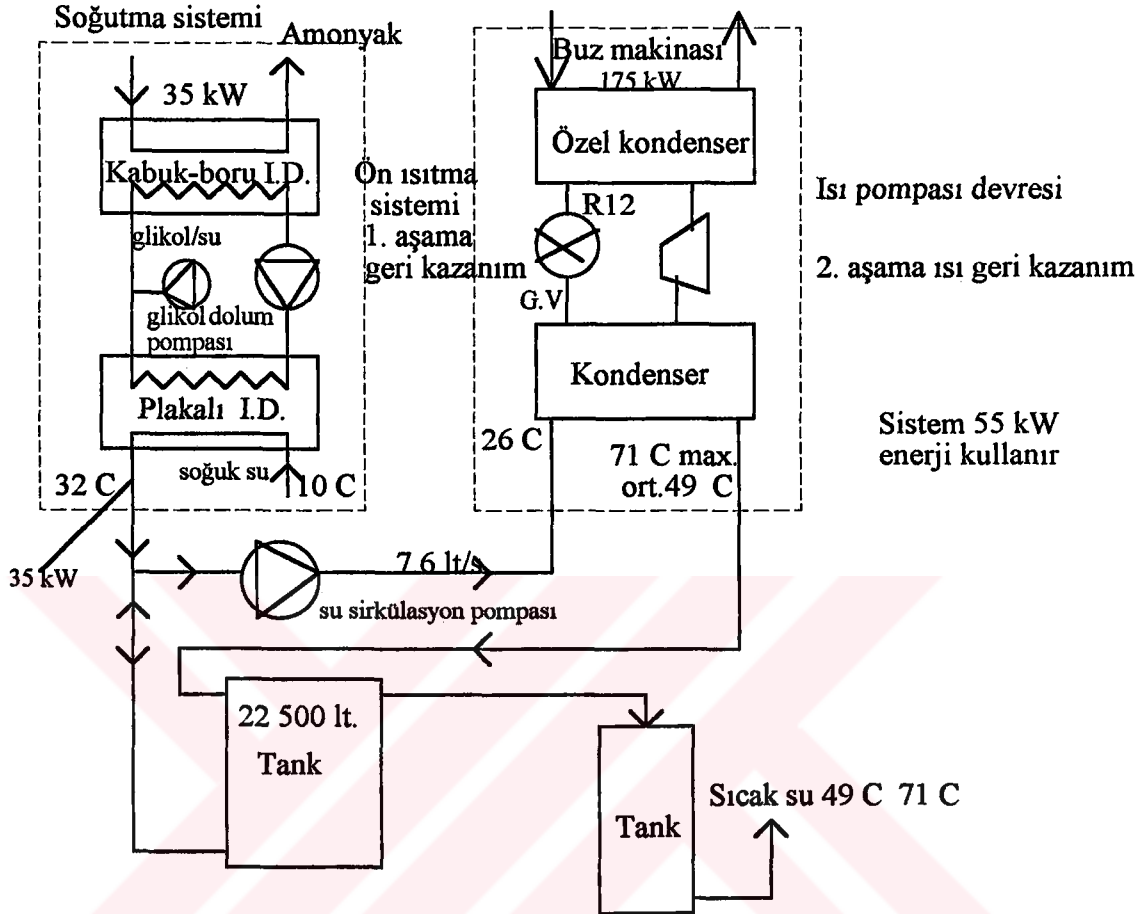 Soğutma sistemi
Amonyak
35 kW
Kabuk-boru I.D.
glikol/su
glikol dolum
pompası
Plakalı I.D.
soğuk su
32 C
10 C
35 kW
Ön ısıtma
sistemi
1. aşama
geri kazanım
Buz makinası
175 kW
Özel kondenser
R12
G.V
Kondenser
26 C
71 C max.
ort.49 C
Isı pompası devresi
2. aşama ısı geri kazanım
Sistem 55 kW
enerji kullanır
7.6 lt/s
su sirkülasyon pompası
22 500 lt.
Tank
Tank
Sıcak su 49 C 71 C